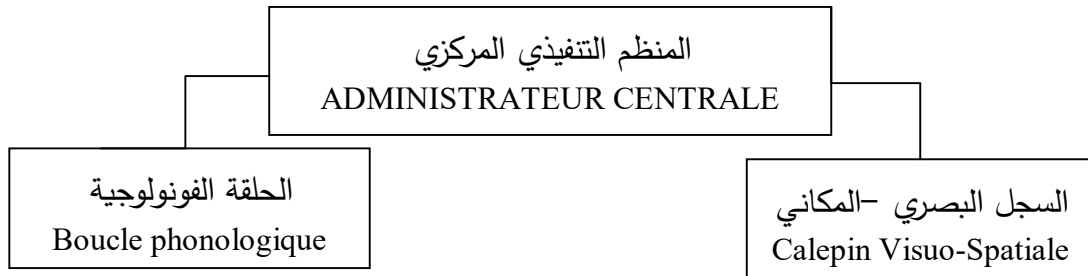 المنظم التنفيذي المركزي
ADMINISTRATEUR CENTRALE
السجل البصري –المكاني
Calepin Visuo-Spatiale
الحلقة الفونولوجية
Boucle phonologique